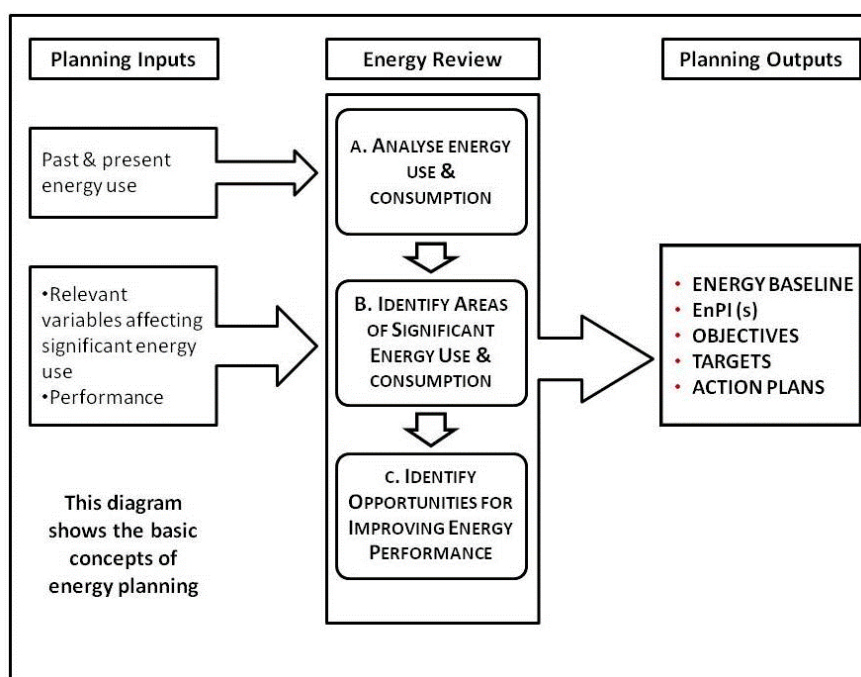 Planning Inputs
Energy Review
Planning Outputs
Past & present
energy use
•Relevant
variables affecting
significant energy
use
•Performance
This diagram
shows the basic
concepts of
energy planning
A. ANALYSE ENERGY
USE &
CONSUMPTION
B. IDENTIFY AREAS
OF SIGNIFICANT
ENERGY USE &
CONSUMPTION
C. IDENTIFY
OPPORTUNITIES FOR
IMPROVING ENERGY
PERFORMANCE
• ENERGY BASELINE
• EnPI (s)
• OBJECTIVES
• TARGETS
• ACTION PLANS